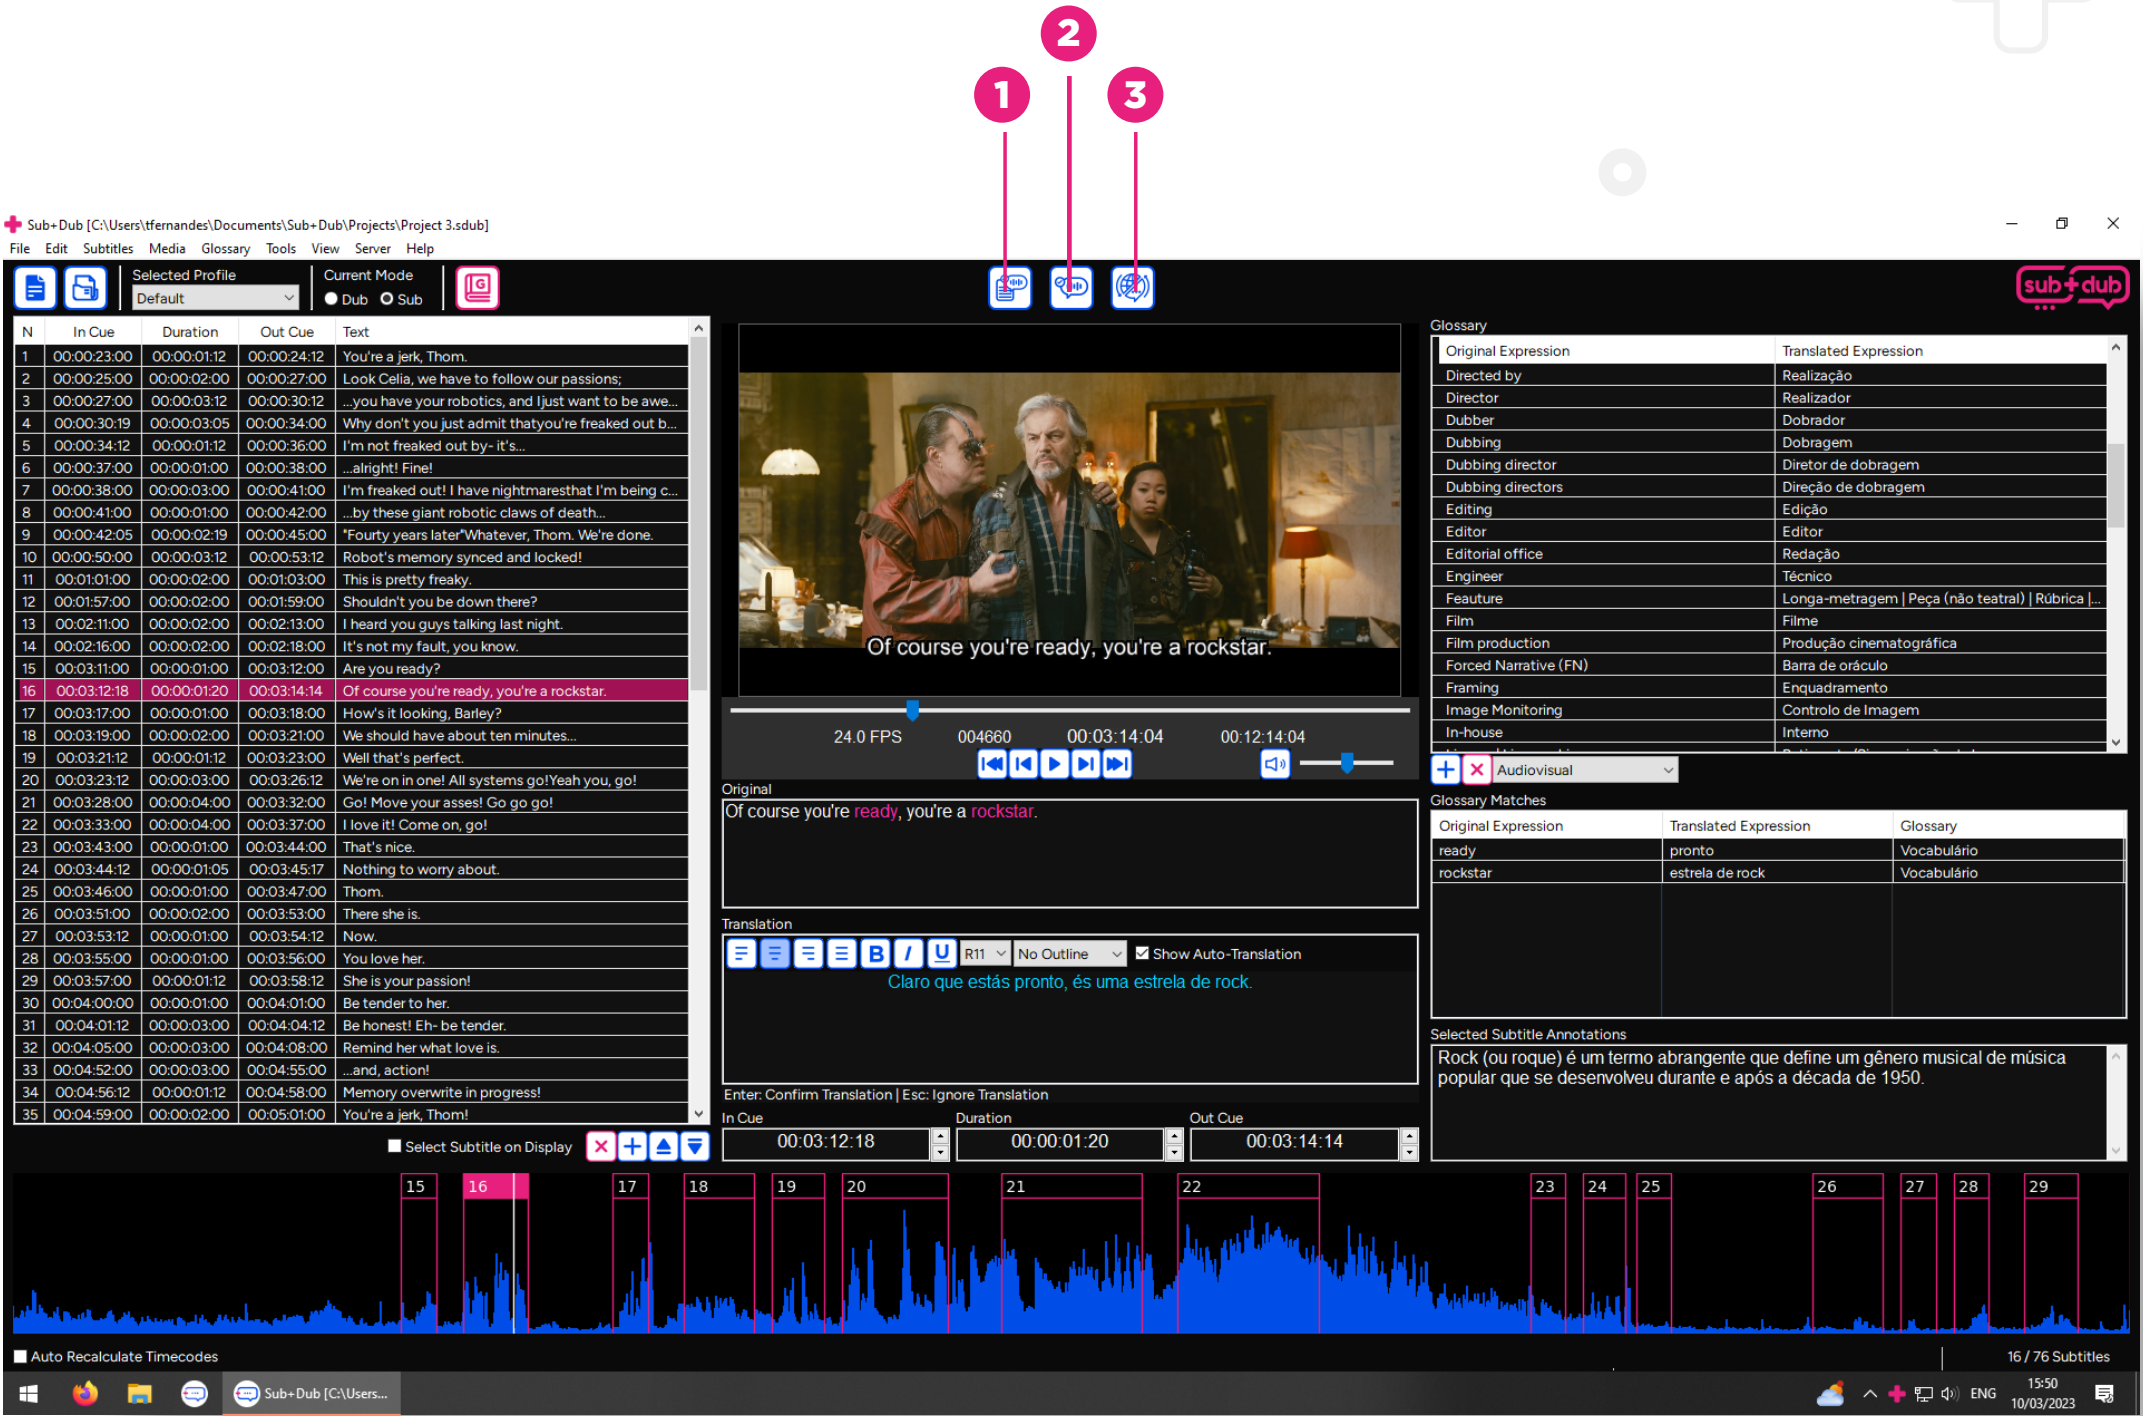 2
1
3
Sub+Dub [C:\Users\tfernandes\Documents\Sub+Dub\Projects\Project 3.sdub]
File Edit Subtitles Media Glossary Tools View Server Help
Selected Profile
Default
Current Mode
Dub Sub
G
sub+dub
N In Cue Duration Out Cue Text
1 00:00:23:00 00:00:01:12 00:00:24:12 You're a jerk, Thom.
2 00:00:25:00 00:00:02:00 00:00:27:00 Look Celia, we have to follow our passions;
3 00:00:27:00 00:00:03:12 00:00:30:12 ...you have your robotics, and Ijust want to be awe...
4 00:00:30:19 00:00:03:05 00:00:34:00 Why don't you just admit thatyou're freaked out b...
5 00:00:34:12 00:00:01:12 00:00:36:00 I'm not freaked out by- it's...
6 00:00:37:00 00:00:01:00 00:00:38:00 ...alright! Fine!
7 00:00:38:00 00:00:03:00 00:00:41:00 I'm freaked out! I have nightmaresthat I'm being c...
8 00:00:41:00 00:00:01:00 00:00:42:00 ...by these giant robotic claws of death...
9 00:00:42:05 00:00:02:19 00:00:45:00 "Fourty years later"Whatever, Thom. We're done.
10 00:00:50:00 00:00:03:12 00:00:53:12 Robot's memory synced and locked!
11 00:01:01:00 00:00:02:00 00:01:03:00 This is pretty freaky.
12 00:01:57:00 00:00:02:00 00:01:59:00 Shouldn't you be down there?
13 00:02:11:00 00:00:02:00 00:02:13:00 I heard you guys talking last night.
14 00:02:16:00 00:00:02:00 00:02:18:00 It's not my fault, you know.
15 00:03:11:00 00:00:01:00 00:03:12:00 Are you ready?
16 00:03:12:18 00:00:01:20 00:03:14:14 Of course you're ready, you're a rockstar.
17 00:03:17:00 00:00:01:00 00:03:18:00 How's it looking, Barley?
18 00:03:19:00 00:00:02:00 00:03:21:00 We should have about ten minutes...
19 00:03:21:12 00:00:01:12 00:03:23:00 Well that's perfect.
20 00:03:23:12 00:00:03:00 00:03:26:12 We're on in one! All systems go!Yeah you, go!
21 00:03:28:00 00:00:04:00 00:03:32:00 Go! Move your asses! Go go go!
22 00:03:33:00 00:00:04:00 00:03:37:00 I love it! Come on, go!
23 00:03:43:00 00:00:01:00 00:03:44:00 That's nice.
24 00:03:44:12 00:00:01:05 00:03:45:17 Nothing to worry about.
25 00:03:46:00 00:00:01:00 00:03:47:00 Thom.
26 00:03:51:00 00:00:02:00 00:03:53:00 There she is.
27 00:03:53:12 00:00:01:00 00:03:54:12 Now.
28 00:03:55:00 00:00:01:00 00:03:56:00 You love her.
29 00:03:57:00 00:00:01:12 00:03:58:12 She is your passion!
30 00:04:00:00 00:00:01:00 00:04:01:00 Be tender to her.
31 00:04:01:12 00:00:03:00 00:04:04:12 Be honest! Eh- be tender.
32 00:04:05:00 00:00:03:00 00:04:08:00 Remind her what love is.
33 00:04:52:00 00:00:03:00 00:04:55:00 ...and, action!
34 00:04:56:12 00:00:01:12 00:04:58:00 Memory overwrite in progress!
35 00:04:59:00 00:00:02:00 00:05:01:00 You're a jerk, Thom!
Select Subtitle on Display
Of course you're ready, you're a rockstar.
24.0 FPS 004660 00:03:14:04 00:12:14:04
Original
Of course you're ready, you're a rockstar.
Translation
B I U R11 No Outline Show Auto-Translation
Claro que estás pronto, és uma estrela de rock.
Enter: Confirm Translation | Esc: Ignore Translation
In Cue Duration Out Cue
00:03:12:18 00:00:01:20 00:03:14:14
Glossary
Original Expression Translated Expression
Directed by Realização
Director Realizador
Dubber Dobrador
Dubbing Dobragem
Dubbing director Diretor de dobragem
Dubbing directors Direção de dobragem
Editing Edição
Editor Editor
Editorial office Redação
Engineer Técnico
Feauture Longa-metragem | Peça (não teatral) | Rúbrica |...
Film Filme
Film production Produção cinematográfica
Forced Narrative (FN) Barra de oráculo
Framing Enquadramento
Image Monitoring Controlo de Imagem
In-house Interno
Audiovisual
Glossary Matches
Original Expression Translated Expression Glossary
ready pronto Vocabulário
rockstar estrela de rock Vocabulário
Selected Subtitle Annotations
Rock (ou roque) é um termo abrangente que define um gênero musical de música
popular que se desenvolveu durante e após a década de 1950.
15 16 17 18 19 20 21 22 23 24 25 26 27 28 29
Auto Recalculate Timecodes
16 / 76 Subtitles
Sub+Dub [C:\Users...
ENG
15:50
10/03/2023